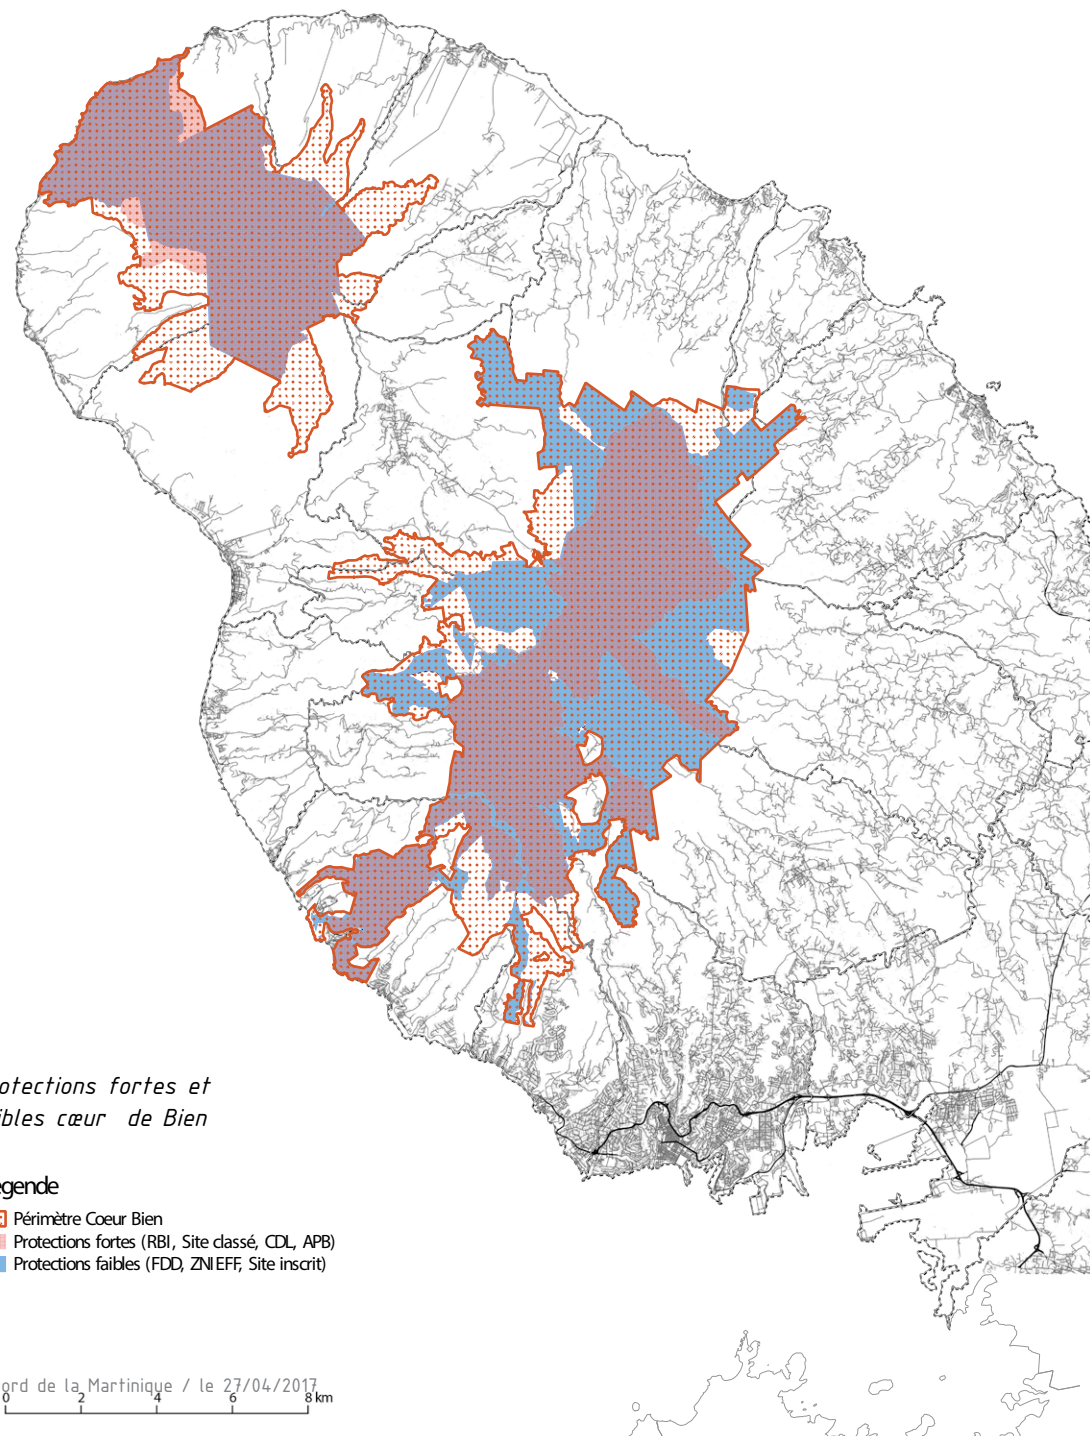 otections fortes et
ibles cœur de Bien
égende
Périmètre Coeur Bien
Protections fortes (RBI, Site classé, CDL, APB)
Protections faibles (FDD, ZNIEFF, Site inscrit)
ord de la Martinique / le 27/04/2017
0 2 4 6 8 km